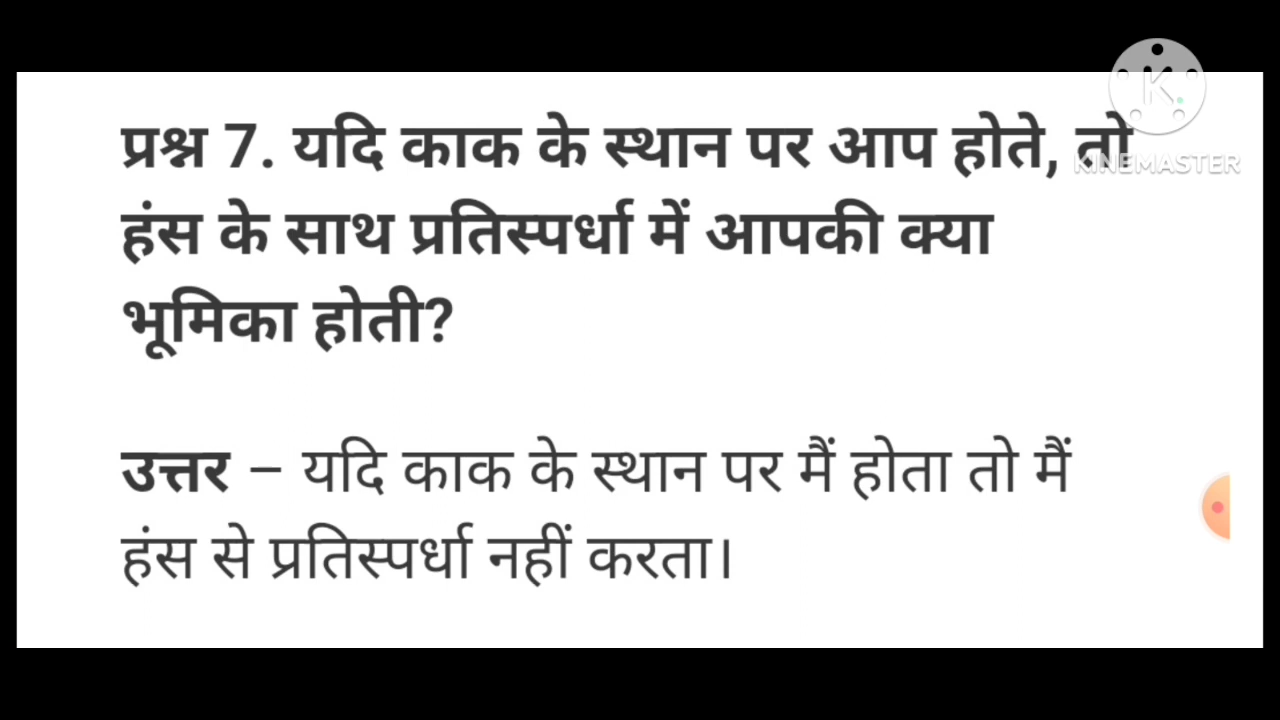 प्रश्न 7. यदि काक के स्थान पर आप होते, तो
KINEMASTER
हंस के साथ प्रतिस्पर्धा में आपकी क्या
भूमिका होती?
उत्तर – यदि काक के स्थान पर मैं होता तो मैं
हंस से प्रतिस्पर्धा नहीं करता।